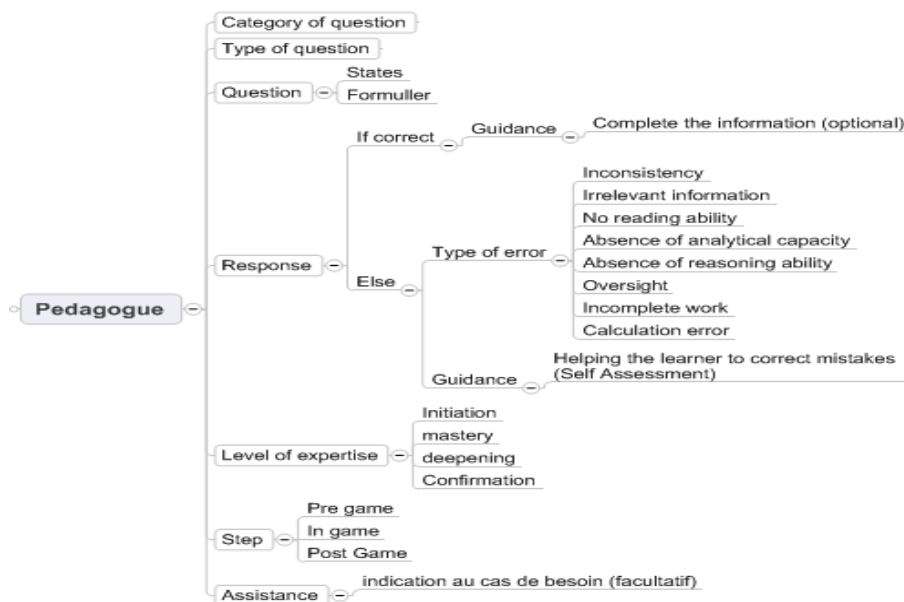 Category of question
Type of question
States
Question
Formuller
Complete the information (optional)
Guidance
If correct
Inconsistency
Irrelevant information
No reading ability
Absence of analytical capacity
Type of error
Absence of reasoning ability
Response
Else
Oversight
Incomplete work
Calculation error
Pedagogue
Helping the learner to correct mistakes
(Self Assessment)
Guidance
Initiation
mastery
Level of expertise
deepening
Confirmation
Pre game
In game
Step
Post Game
indication au cas de besoin (facultatif)
Assistance